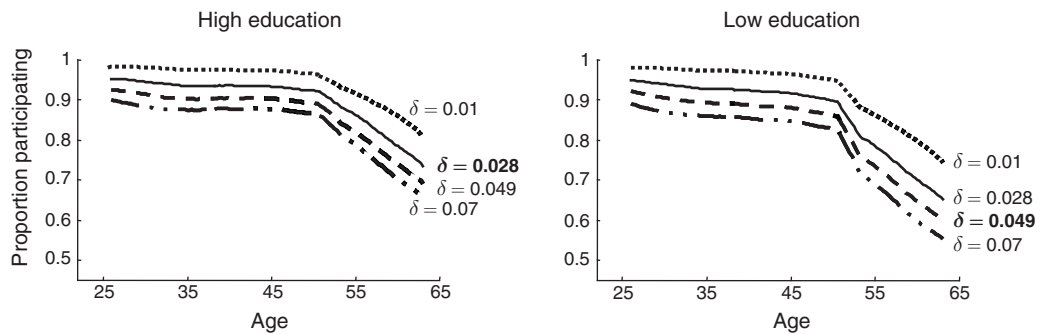 High education
Proportion participating
1
0.9
0.8
0.7
0.6
0.5
25 35 45 55 65
Age
δ = 0.01
δ = 0.028
δ = 0.049
δ = 0.07
Low education
1
0.9
0.8
0.7
0.6
0.5
25 35 45 55 65
Age
δ = 0.01
δ = 0.028
δ = 0.049
δ = 0.07